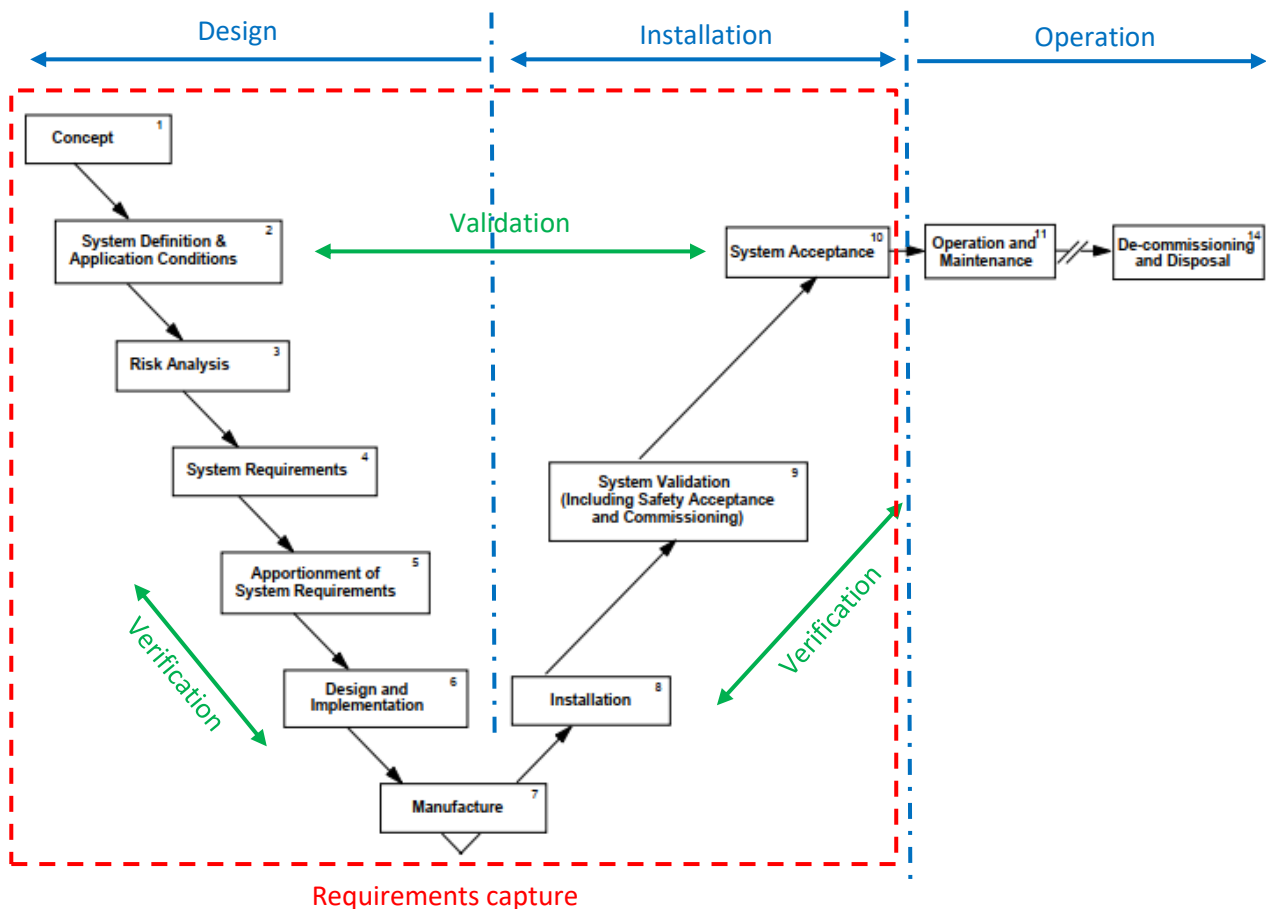 Design
Installation
Operation
Concept
1
System Definition &
Application Conditions
2
Validation
System Acceptance
10
Operation and
Maintenance
11
De-commissioning
and Disposal
14
Risk Analysis
3
System Requirements
4
System Validation
(Including Safety Acceptance
and Commissioning)
9
Apportionment of
System Requirements
5
Verification
Verification
Design and
Implementation
6
Installation
8
Manufacture
7
Requirements capture